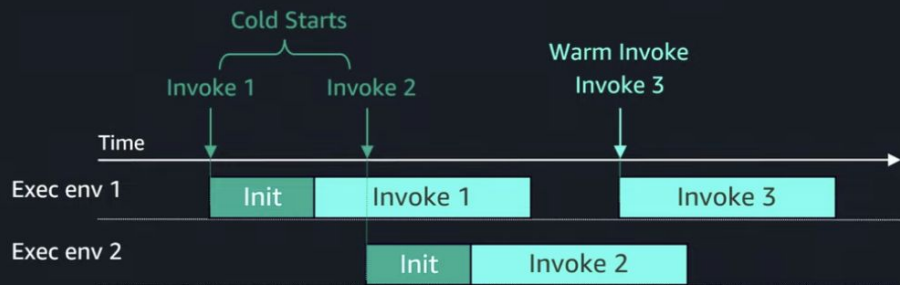 Cold Starts
Invoke 1
Invoke 2
Warm Invoke
Invoke 3
Time
Exec env 1
Init
Invoke 1
Invoke 3
Exec env 2
Init
Invoke 2